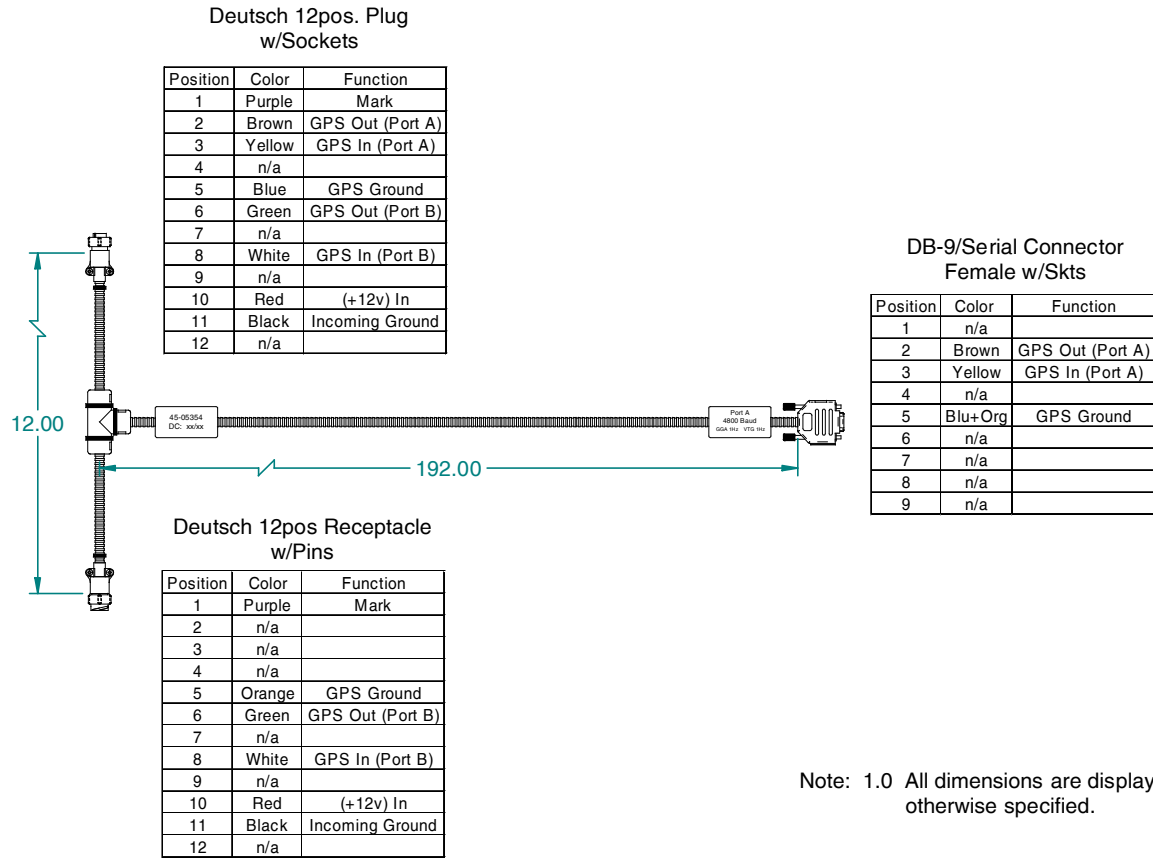 Deutsch 12pos. Plug
w/Sockets
Position Color Function
1 Purple Mark
2 Brown GPS Out (Port A)
3 Yellow GPS In (Port A)
4 n/a
5 Blue GPS Ground
6 Green GPS Out (Port B)
7 n/a
8 White GPS In (Port B)
9 n/a
10 Red (+12v) In
11 Black Incoming Ground
12 n/a
DB-9/Serial Connector
Female w/Skts
Position Color Function
1 n/a
2 Brown GPS Out (Port A)
3 Yellow GPS In (Port A)
4 n/a
5 Blu+Org GPS Ground
6 n/a
7 n/a
8 n/a
9 n/a
12.00
45-05354
DC: xx/xx
Port A
4800 Baud
GGA 1Hz VTG 1Hz
192.00
Deutsch 12pos Receptacle
w/Pins
Position Color Function
1 Purple Mark
2 n/a
3 n/a
4 n/a
5 Orange GPS Ground
6 Green GPS Out (Port B)
7 n/a
8 White GPS In (Port B)
9 n/a
10 Red (+12v) In
11 Black Incoming Ground
12 n/a
Note: 1.0 All dimensions are display
otherwise specified.